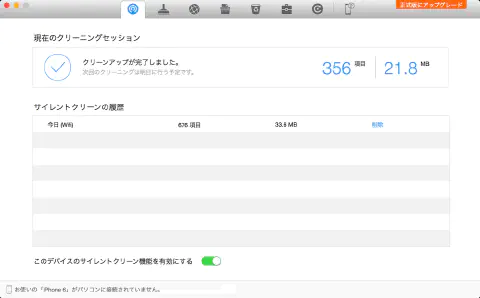 正式版にアップグレード
現在のクリーニングセッション
クリーンアップが完了しました。
次回のクリーニングは明日に行う予定です。
356 項目
21.8 MB
サイレントクリーンの履歴
今日 (Wifi) 676 項目 33.8 MB 削除
このデバイスのサイレントクリーン機能を有効にする
お使いの「iPhone 6」がパソコンに接続されていません。